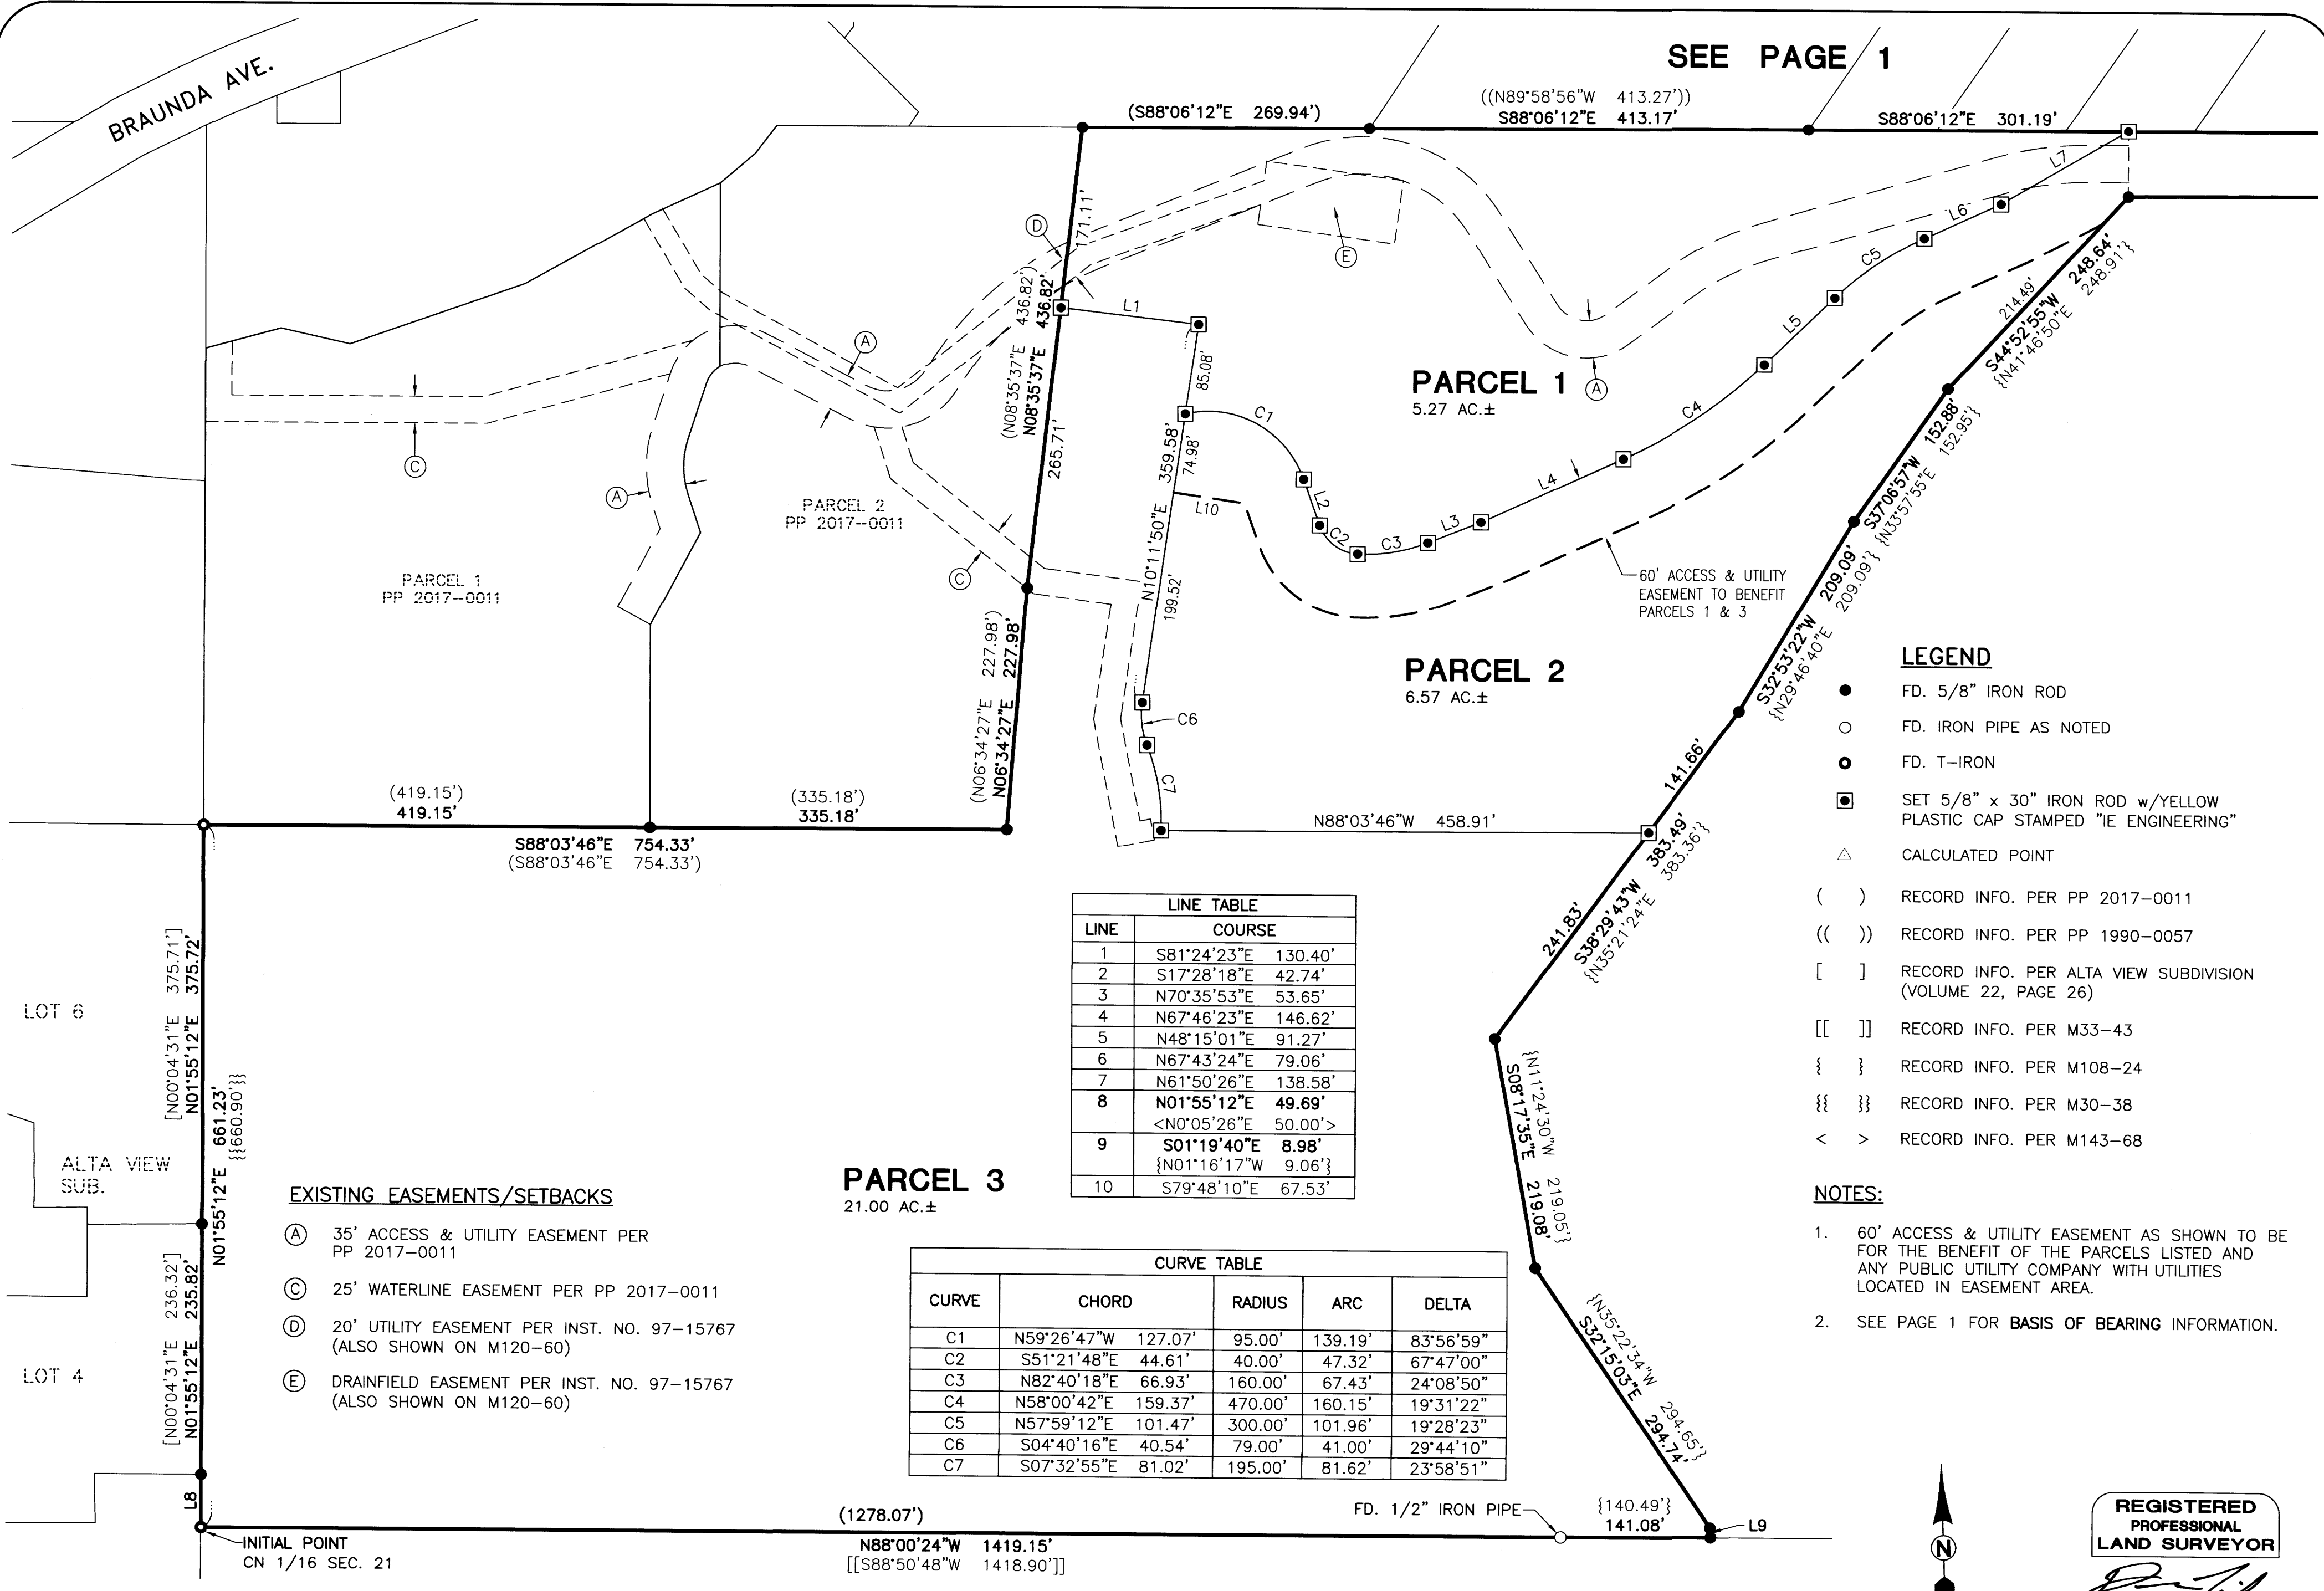 SEE PAGE 1
BRAUNDA AVE.
(S88°06'12"E 269.94')
((N89°58'56"W 413.27'))
S88°06'12"E 413.17'
S88°06'12"E 301.19'
L7
L6
C5
L5
C4
L4
L3
C3
C2
L2
C1
L1
L10
D
E
A
A
A
C
C
171.11'
(N08°35'37"E 436.82')
N08°35'37"E 436.82'
265.71'
85.08'
74.98'
N10°11'50"E 359.58'
199.52'
C6
C7
(N06°34'27"E 227.98')
N06°34'27"E 227.98'
PARCEL 1
5.27 AC.±
PARCEL 2
PP 2017-0011
PARCEL 1
PP 2017-0011
60' ACCESS & UTILITY
EASEMENT TO BENEFIT
PARCELS 1 & 3
PARCEL 2
6.57 AC.±
214.49'
S44°52'55"W 248.64'
{N41°46'50"E 248.91'}
S37°06'57"W 152.88'
{N33°57'55"E 152.95'}
S32°53'22"W 209.09'
{N29°46'40"E 209.09'}
141.66'
S38°29'43"W 383.49'
{N35°21'24"E 383.36'}
241.83'
N88°03'46"W 458.91'
(419.15')
419.15'
(335.18')
335.18'
S88°03'46"E 754.33'
(S88°03'46"E 754.33')
LEGEND
FD. 5/8" IRON ROD
FD. IRON PIPE AS NOTED
FD. T-IRON
SET 5/8" x 30" IRON ROD w/YELLOW
PLASTIC CAP STAMPED "IE ENGINEERING"
CALCULATED POINT
( ) RECORD INFO. PER PP 2017-0011
(( )) RECORD INFO. PER PP 1990-0057
[ ] RECORD INFO. PER ALTA VIEW SUBDIVISION
(VOLUME 22, PAGE 26)
[[ ]] RECORD INFO. PER M33-43
{ } RECORD INFO. PER M108-24
{{ }} RECORD INFO. PER M30-38
< > RECORD INFO. PER M143-68
NOTES:
1. 60' ACCESS & UTILITY EASEMENT AS SHOWN TO BE
FOR THE BENEFIT OF THE PARCELS LISTED AND
ANY PUBLIC UTILITY COMPANY WITH UTILITIES
LOCATED IN EASEMENT AREA.
2. SEE PAGE 1 FOR BASIS OF BEARING INFORMATION.
LINE TABLE
LINE COURSE
1 S81°24'23"E 130.40'
2 S17°28'18"E 42.74'
3 N70°35'53"E 53.65'
4 N67°46'23"E 146.62'
5 N48°15'01"E 91.27'
6 N67°43'24"E 79.06'
7 N61°50'26"E 138.58'
8 N01°55'12"E 49.69'
<N0°05'26"E 50.00'>
9 S01°19'40"E 8.98'
{N01°16'17"W 9.06'}
10 S79°48'10"E 67.53'
LOT 6
ALTA VIEW
SUB.
LOT 4
[N00°04'31"E 375.71']
N01°55'12"E 375.72'
N01°55'12"E 661.23'
{{660.90'}}
[N00°04'31"E 236.32']
N01°55'12"E 235.82'
L8
PARCEL 3
21.00 AC.±
EXISTING EASEMENTS/SETBACKS
A 35' ACCESS & UTILITY EASEMENT PER
PP 2017-0011
C 25' WATERLINE EASEMENT PER PP 2017-0011
D 20' UTILITY EASEMENT PER INST. NO. 97-15767
(ALSO SHOWN ON M120-60)
E DRAINFIELD EASEMENT PER INST. NO. 97-15767
(ALSO SHOWN ON M120-60)
CURVE TABLE
CURVE CHORD RADIUS ARC DELTA
C1 N59°26'47"W 127.07' 95.00' 139.19' 83°56'59"
C2 S51°21'48"E 44.61' 40.00' 47.32' 67°47'00"
C3 N82°40'18"E 66.93' 160.00' 67.43' 24°08'50"
C4 N58°00'42"E 159.37' 470.00' 160.15' 19°31'22"
C5 N57°59'12"E 101.47' 300.00' 101.96' 19°28'23"
C6 S04°40'16"E 40.54' 79.00' 41.00' 29°44'10"
C7 S07°32'55"E 81.02' 195.00' 81.62' 23°58'51"
{N11°24'30"W 219.05'}
S08°17'35"E 219.08'
{N35°22'34"W 294.65'}
S32°15'03"E 294.74'
INITIAL POINT
CN 1/16 SEC. 21
(1278.07')
N88°00'24"W 1419.15'
[[S88°50'48"W 1418.90']]
FD. 1/2" IRON PIPE
{140.49'}
141.08'
L9
N
REGISTERED
PROFESSIONAL
LAND SURVEYOR